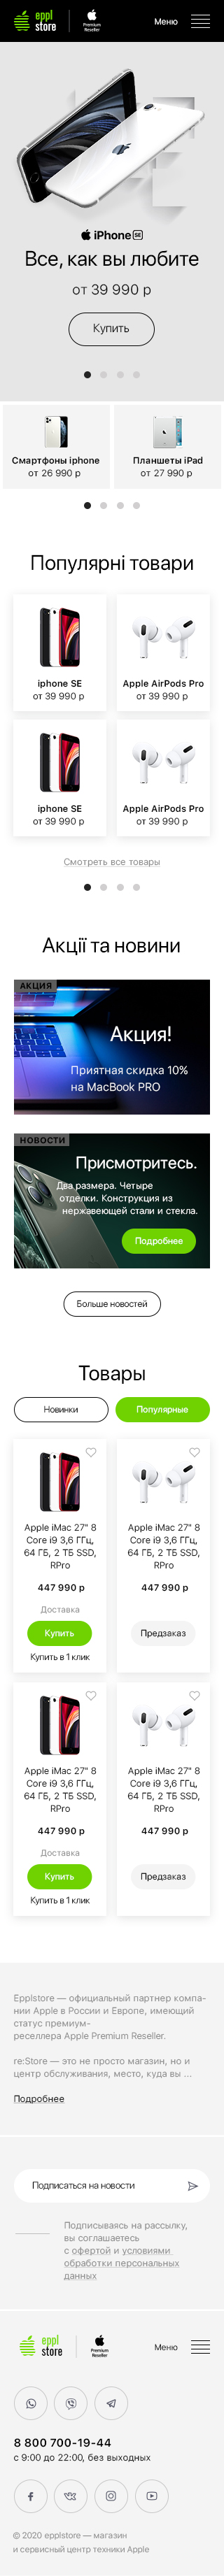 eppl
store
Premium
Reseller
Меню
iPhone SE
Все, как вы любите
от 39 990 р
Купить
Смартфоны iphone
от 26 990 р
Планшеты iPad
от 27 990 р
Популярні товари
iphone SE
от 39 990 р
Apple AirPods Pro
от 39 990 р
iphone SE
от 39 990 р
Apple AirPods Pro
от 39 990 р
Смотреть все товары
Акції та новини
АКЦИЯ
Акция!
Приятная скидка 10%
на MacBook PRO
НОВОСТИ
Присмотритесь.
Два размера. Четыре
отделки. Конструкция из
нержавеющей стали и стекла.
Подробнее
Больше новостей
Товары
Новинки
Популярные
Apple iMac 27" 8
Core i9 3,6 ГГц,
64 ГБ, 2 ТБ SSD,
RPro
447 990 р
Доставка
Купить
Купить в 1 клик
Apple iMac 27" 8
Core i9 3,6 ГГц,
64 ГБ, 2 ТБ SSD,
RPro
447 990 р
Предзаказ
Apple iMac 27" 8
Core i9 3,6 ГГц,
64 ГБ, 2 ТБ SSD,
RPro
447 990 р
Доставка
Купить
Купить в 1 клик
Apple iMac 27" 8
Core i9 3,6 ГГц,
64 ГБ, 2 ТБ SSD,
RPro
447 990 р
Предзаказ
Epplstore — официальный партнер компа-
нии Apple в России и Европе, имеющий
статус премиум-
реселлера Apple Premium Reseller.
re:Store — это не просто магазин, но и
центр обслуживания, место, куда вы ...
Подробнее
Подписаться на новости
Подписываясь на рассылку,
вы соглашаетесь
с офертой и условиями
обработки персональных
данных
eppl
store
Premium
Reseller
Меню
8 800 700-19-44
с 9:00 до 22:00, без выходных
© 2020 epplstore — магазин
и сервисный центр техники Apple